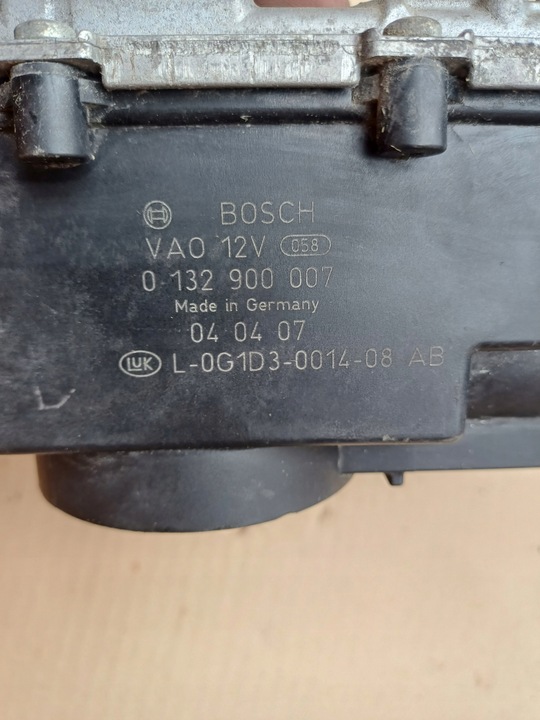 BOSCH
VAO 12V 058
0 132 900 007
Made in Germany
04 04 07
LUK L-0G1D3-0014-08 AB